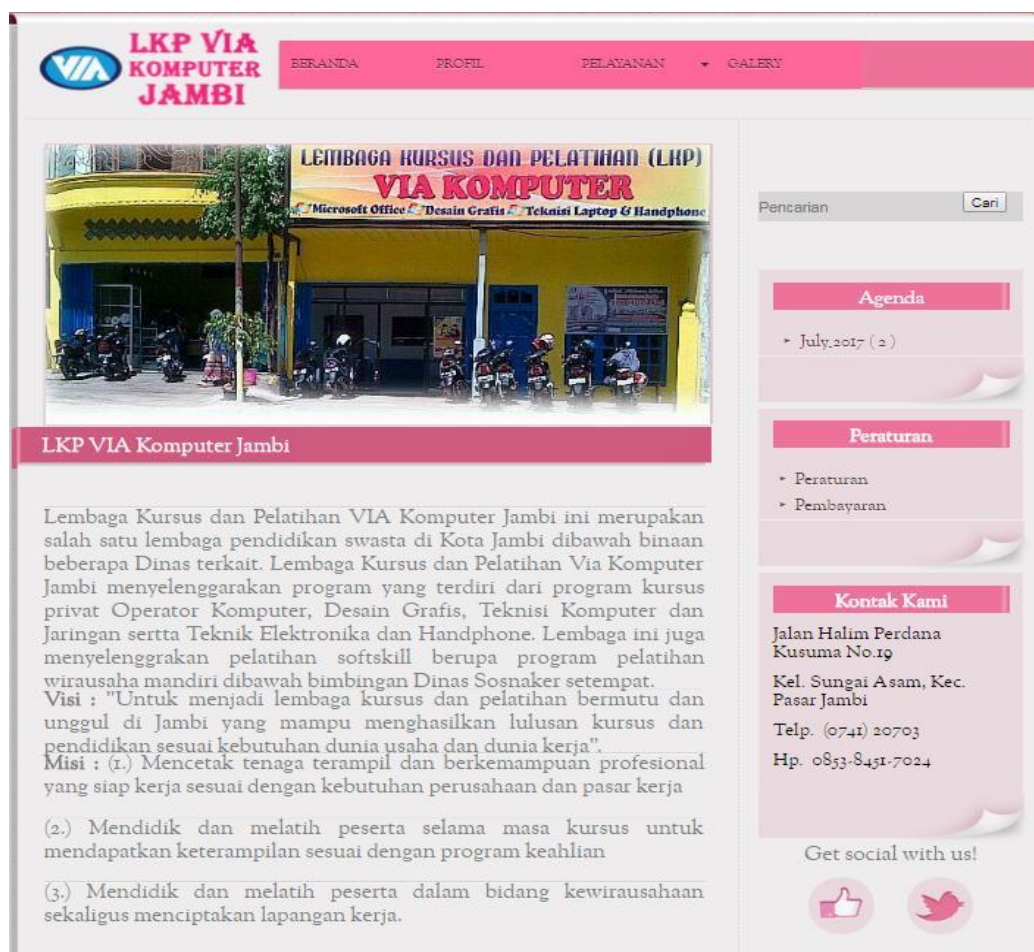 VIA
LKP VIA
KOMPUTER
JAMBI
BERANDA PROFIL PELAYANAN GALERY
LEMBAGA KURSUS DAN PELATIHAN (LKP)
VIA KOMPUTER
Microsoft Office Desain Grafis Teknisi Laptop & Handphone
LKP VIA Komputer Jambi
Lembaga Kursus dan Pelatihan VIA Komputer Jambi ini merupakan
salah satu lembaga pendidikan swasta di Kota Jambi dibawah binaan
beberapa Dinas terkait. Lembaga Kursus dan Pelatihan Via Komputer
Jambi menyelenggarakan program yang terdiri dari program kursus
privat Operator Komputer, Desain Grafis, Teknisi Komputer dan
Jaringan sertta Teknik Elektronika dan Handphone. Lembaga ini juga
menyelenggrakan pelatihan softskill berupa program pelatihan
wirausaha mandiri dibawah bimbingan Dinas Sosnaker setempat.
Visi : "Untuk menjadi lembaga kursus dan pelatihan bermutu dan
unggul di Jambi yang mampu menghasilkan lulusan kursus dan
pendidikan sesuai kebutuhan dunia usaha dan dunia kerja".
Misi : (1.) Mencetak tenaga terampil dan berkemampuan profesional
yang siap kerja sesuai dengan kebutuhan perusahaan dan pasar kerja
(2.) Mendidik dan melatih peserta selama masa kursus untuk
mendapatkan keterampilan sesuai dengan program keahlian
(3.) Mendidik dan melatih peserta dalam bidang kewirausahaan
sekaligus menciptakan lapangan kerja.
Pencarian Cari
Agenda
July,2017 ( 2 )
Peraturan
Peraturan
Pembayaran
Kontak Kami
Jalan Halim Perdana
Kusuma No.19
Kel. Sungai Asam, Kec.
Pasar Jambi
Telp. (0741) 20703
Hp. 0853-8451-7024
Get social with us!